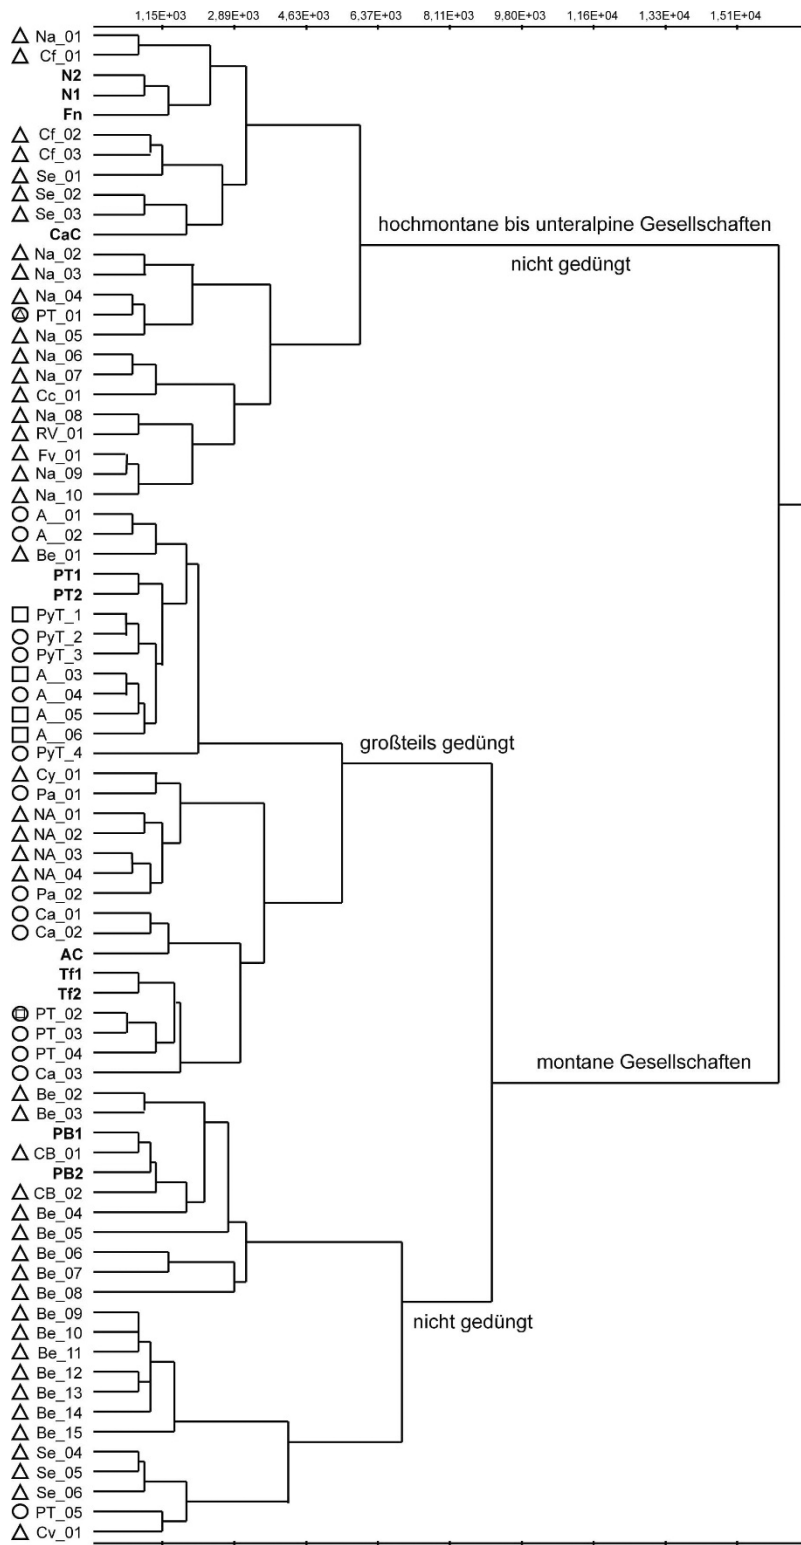 1,15E+03 2,89E+03 4,63E+03 6,37E+03 8,11E+03 9,80E+03 1,16E+04 1,33E+04 1,51E+04
Na_01
Cf_01
N2
N1
Fn
Cf_02
Cf_03
Se_01
Se_02
Se_03
hochmontane bis unteralpine Gesellschaften
CaC
Na_02
nicht gedüngt
Na_03
Na_04
PT_01
Na_05
Na_06
Na_07
Cc_01
Na_08
RV_01
Fv_01
Na_09
Na_10
A__01
A__02
Be_01
PT1
PT2
PyT_1
PyT_2
PyT_3
A__03
A__04
A__05
A__06
großteils gedüngt
PyT_4
Cy_01
Pa_01
NA_01
NA_02
NA_03
NA_04
Pa_02
Ca_01
Ca_02
AC
Tf1
Tf2
PT_02
PT_03
PT_04
montane Gesellschaften
Ca_03
Be_02
Be_03
PB1
CB_01
PB2
CB_02
Be_04
Be_05
Be_06
Be_07
Be_08
Be_09
nicht gedüngt
Be_10
Be_11
Be_12
Be_13
Be_14
Be_15
Se_04
Se_05
Se_06
PT_05
Cv_01